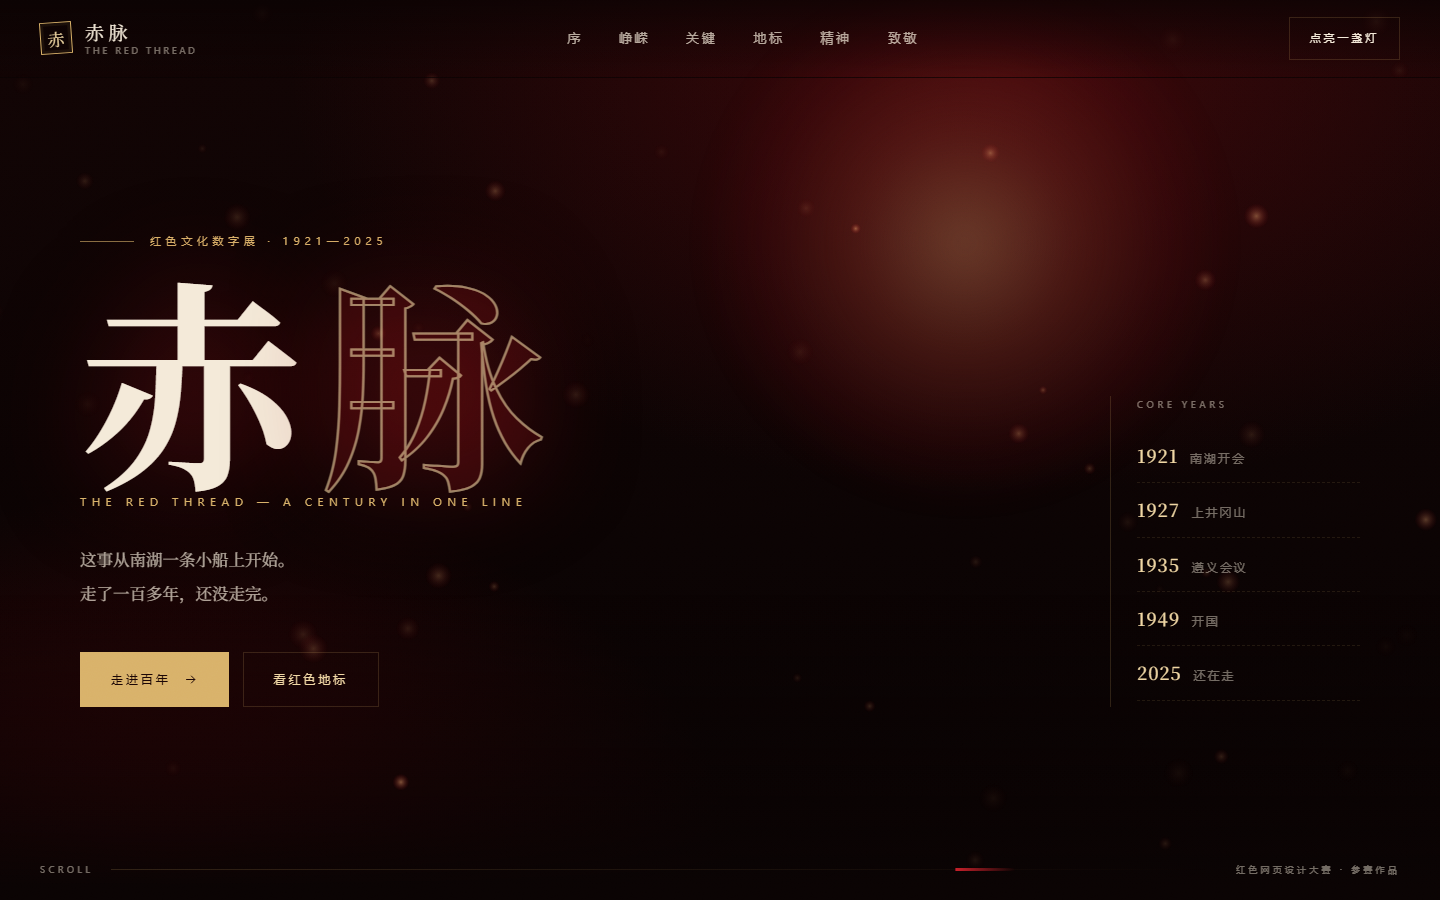 赤
赤脉
THE RED THREAD
序 峥嵘 关键 地标 精神 致敬
点亮一盏灯
红色文化数字展 · 1921—2025
赤脉
THE RED THREAD — A CENTURY IN ONE LINE
这事从南湖一条小船上开始。
走了一百多年，还没走完。
走进百年 →
看红色地标
CORE YEARS
1921 南湖开会
1927 上井冈山
1935 遵义会议
1949 开国
2025 还在走
SCROLL
红色网页设计大赛 · 参赛作品